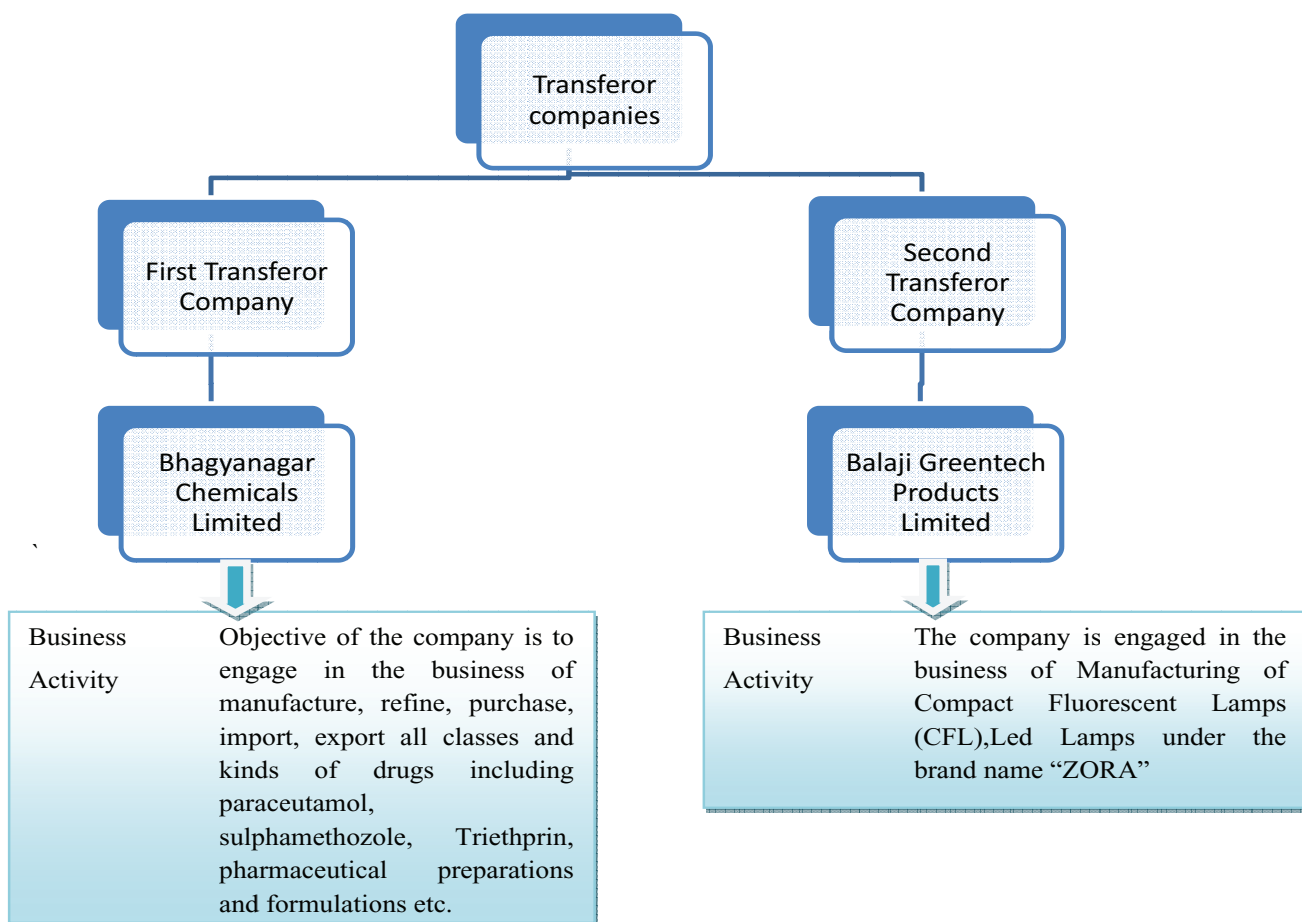 Transferor
companies
First Transferor
Company
Second
Transferor
Company
Bhagyanagar
Chemicals
Limited
Balaji Greentech
Products
Limited
`
Business
Activity
Objective of the company is to
engage in the business of
manufacture, refine, purchase,
import, export all classes and
kinds of drugs including
paraceutamol,
sulphamethozole, Triethprin,
pharmaceutical preparations
and formulations etc.
Business
Activity
The company is engaged in the
business of Manufacturing of
Compact Fluorescent Lamps
(CFL),Led Lamps under the
brand name “ZORA”